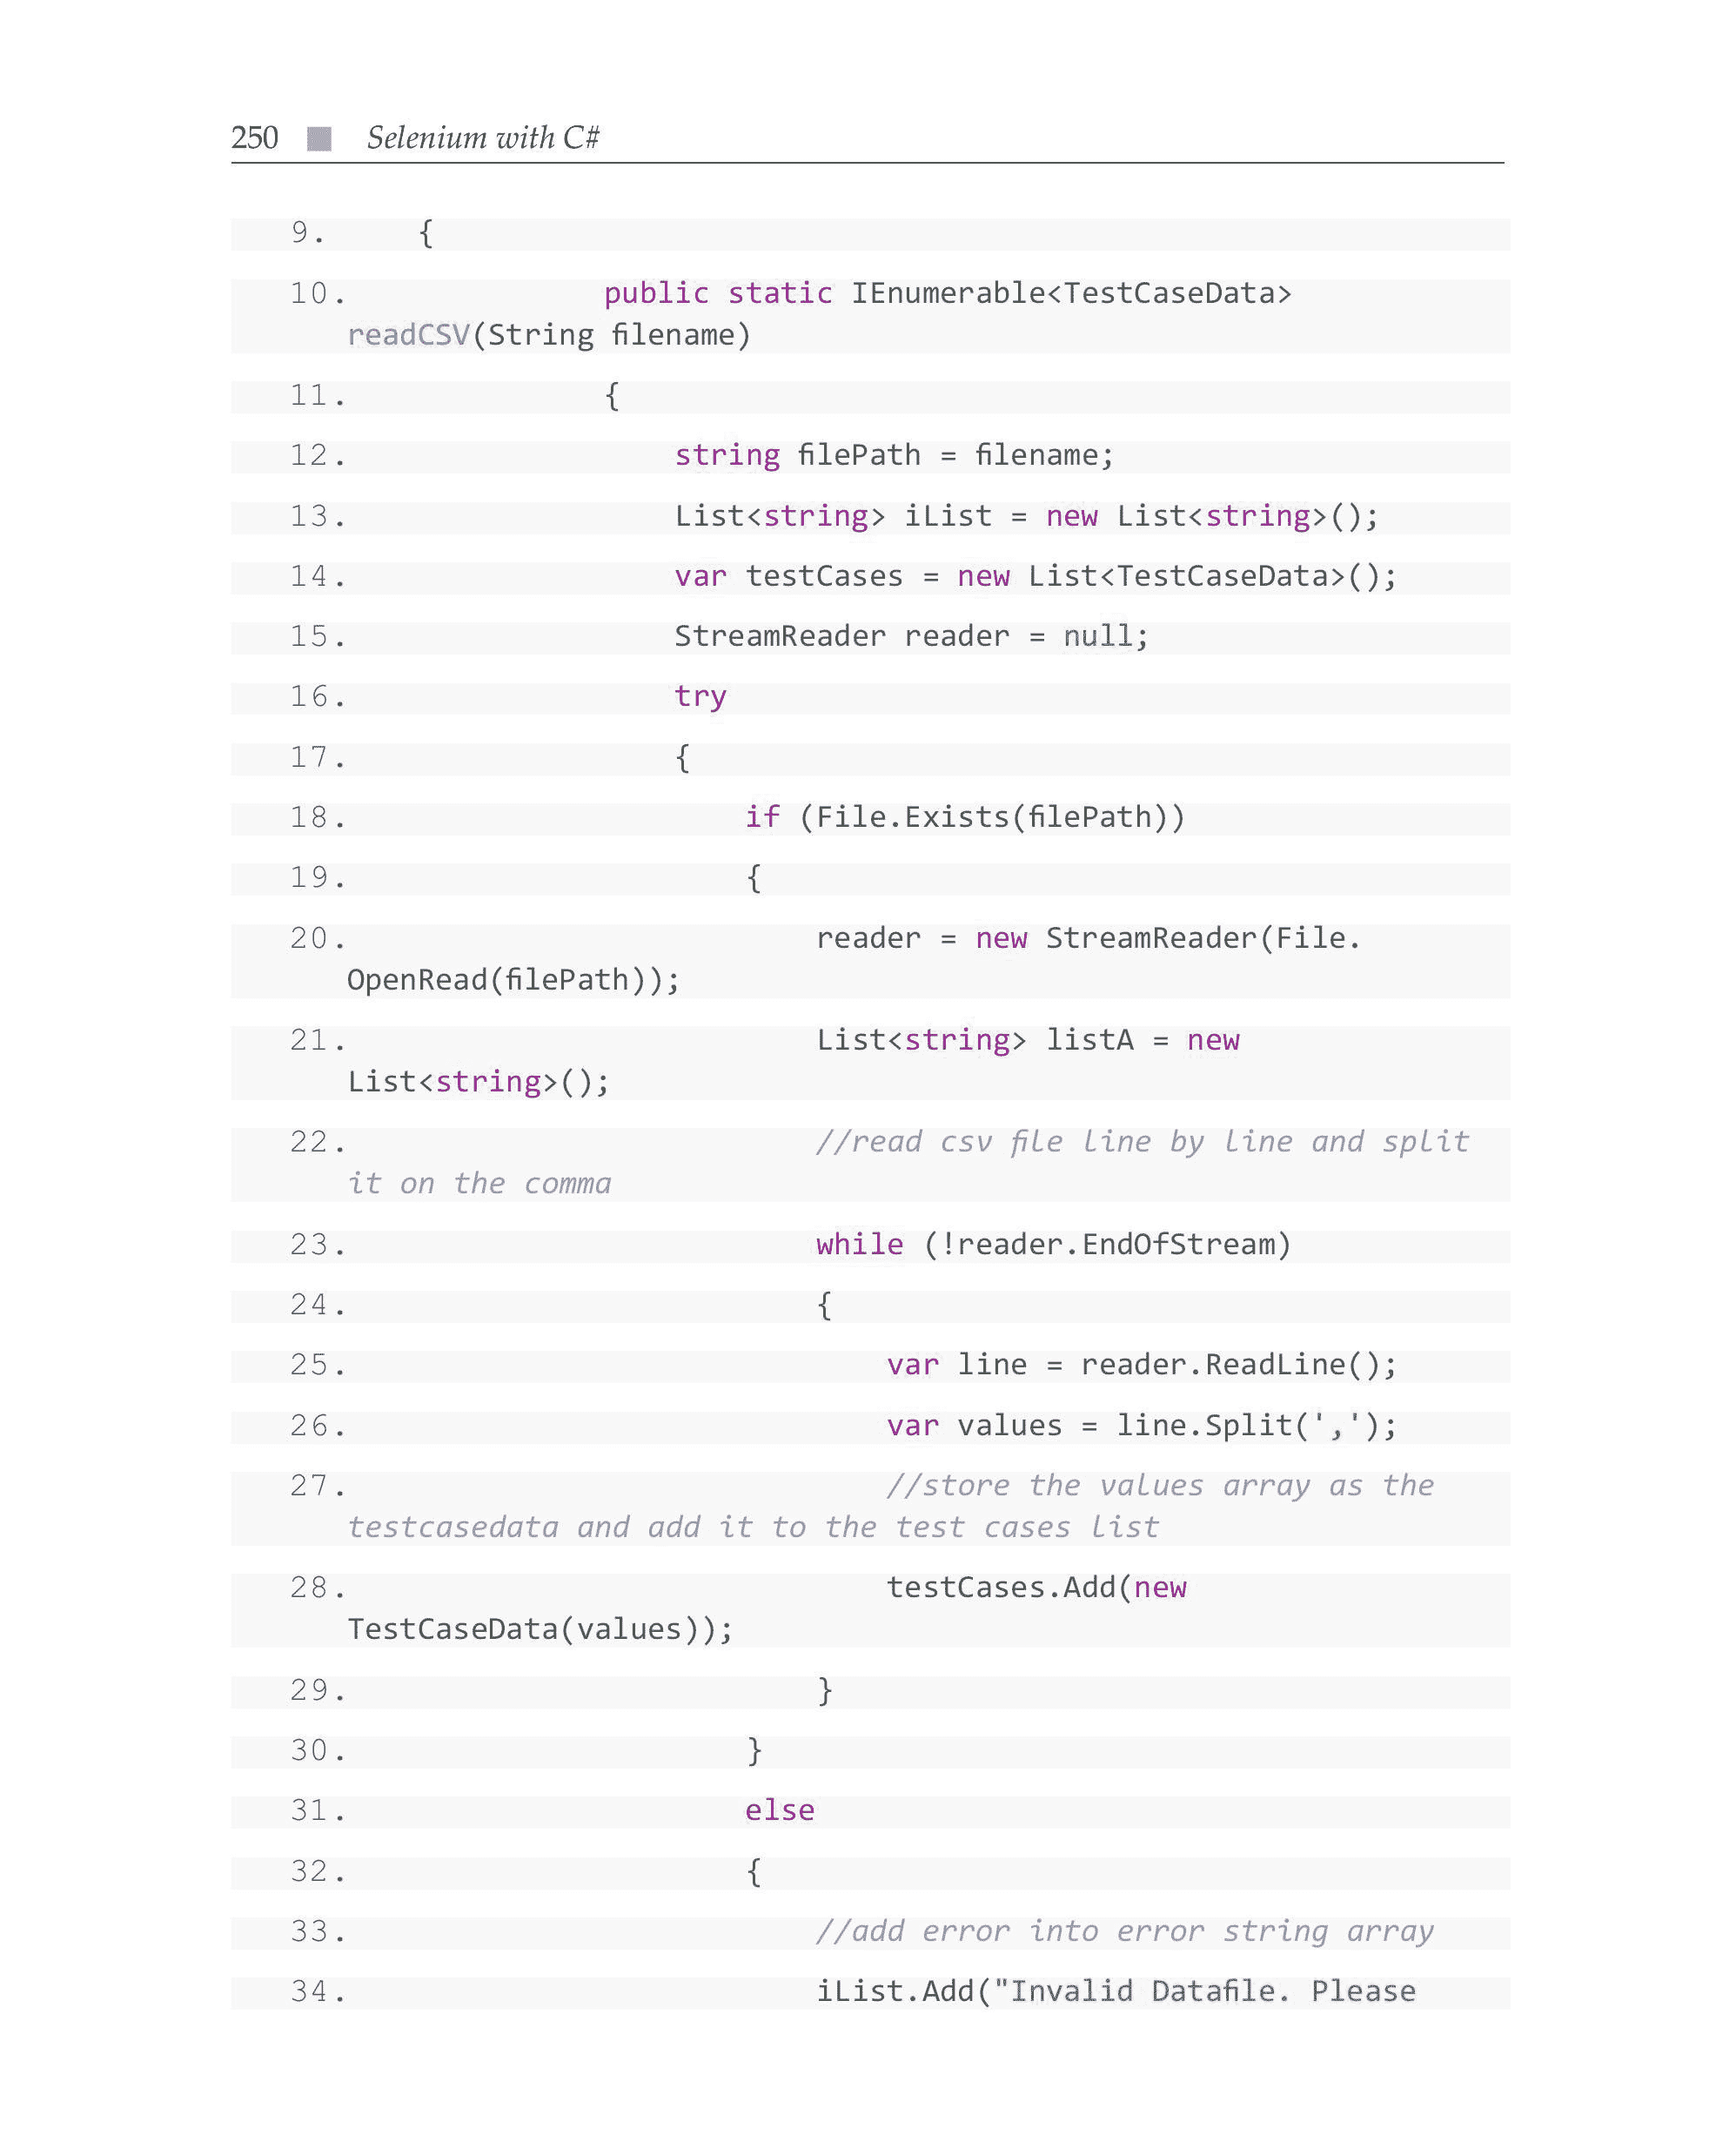 250 Selenium with C#
9. {
10. public static IEnumerable<TestCaseData>
readCSV(String filename)
11. {
12. string filePath = filename;
13. List<string> iList = new List<string>();
14. var testCases = new List<TestCaseData>();
15. StreamReader reader = null;
16. try
17. {
18. if (File.Exists(filePath))
19. {
20. reader = new StreamReader(File.
OpenRead(filePath));
21. List<string> listA = new
List<string>();
22. //read csv file line by line and split
it on the comma
23. while (!reader.EndOfStream)
24. {
25. var line = reader.ReadLine();
26. var values = line.Split(',');
27. //store the values array as the
testcasedata and add it to the test cases list
28. testCases.Add(new
TestCaseData(values));
29. }
30. }
31. else
32. {
33. //add error into error string array
34. iList.Add("Invalid Datafile. Please